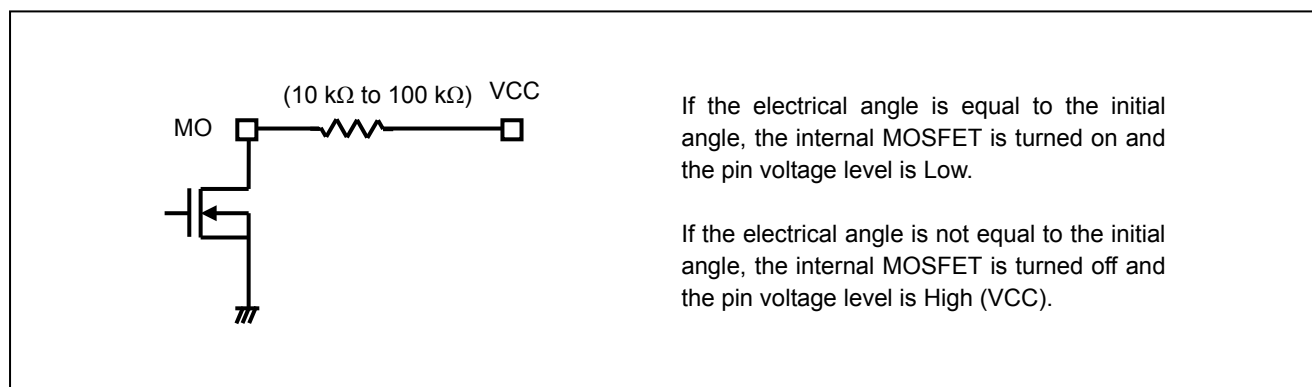 (10 kΩ to 100 kΩ) VCC
MO
If the electrical angle is equal to the initial
angle, the internal MOSFET is turned on and
the pin voltage level is Low.
If the electrical angle is not equal to the initial
angle, the internal MOSFET is turned off and
the pin voltage level is High (VCC).